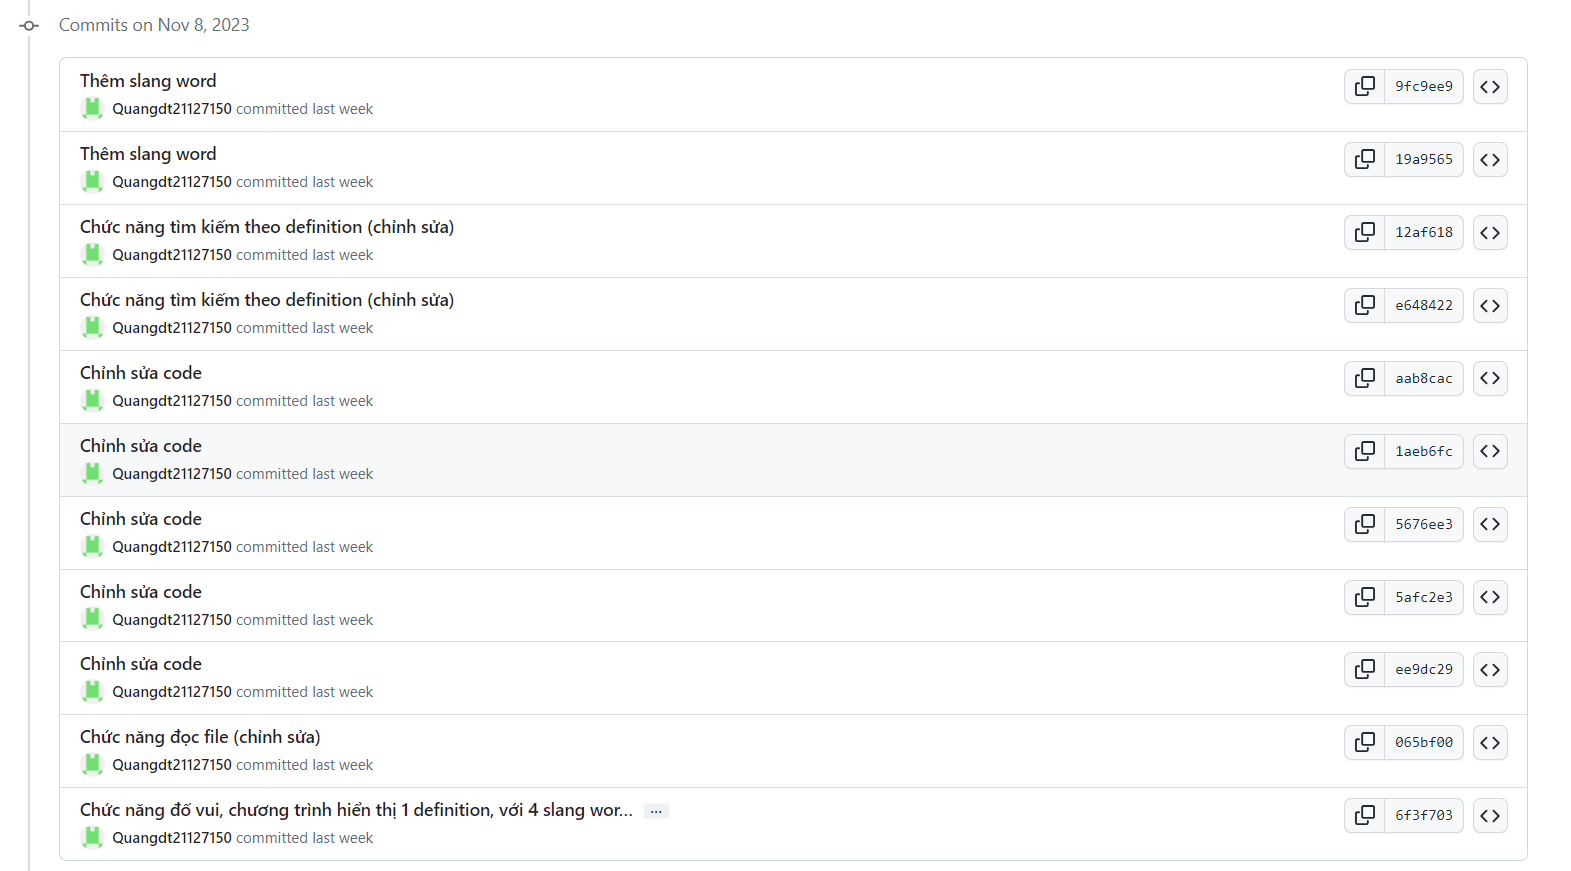 Commits on Nov 8, 2023
Thêm slang word
9fc9ee9
Quangdt21127150 committed last week
Thêm slang word
19a9565
Quangdt21127150 committed last week
Chức năng tìm kiếm theo definition (chỉnh sửa)
12af618
Quangdt21127150 committed last week
Chức năng tìm kiếm theo definition (chỉnh sửa)
e648422
Quangdt21127150 committed last week
Chỉnh sửa code
aab8cac
Quangdt21127150 committed last week
Chỉnh sửa code
1aeb6fc
Quangdt21127150 committed last week
Chỉnh sửa code
5676ee3
Quangdt21127150 committed last week
Chỉnh sửa code
5afc2e3
Quangdt21127150 committed last week
Chỉnh sửa code
ee9dc29
Quangdt21127150 committed last week
Chức năng đọc file (chỉnh sửa)
065bf00
Quangdt21127150 committed last week
Chức năng đố vui, chương trình hiển thị 1 definition, với 4 slang wor... ...
6f3f703
Quangdt21127150 committed last week